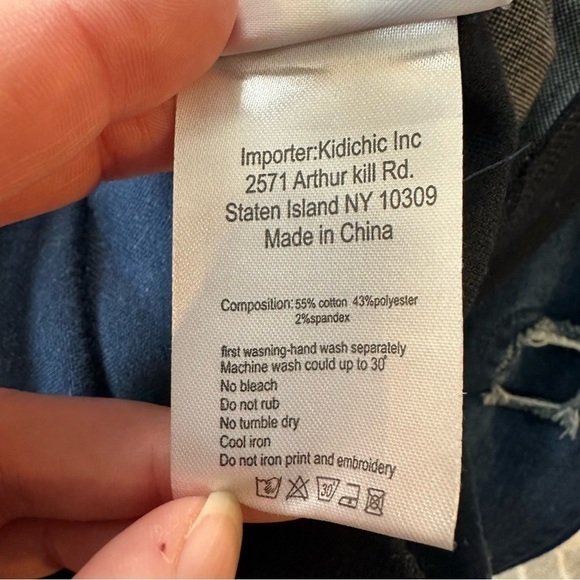 Importer:Kidichic Inc
2571 Arthur kill Rd.
Staten Island NY 10309
Made in China
Composition: 55% cotton 43%polyester
2%spandex
first wasning-hand wash separately
Machine wash could up to 30°
No bleach
Do not rub
No tumble dry
Cool iron
Do not iron print and embroidery
30°